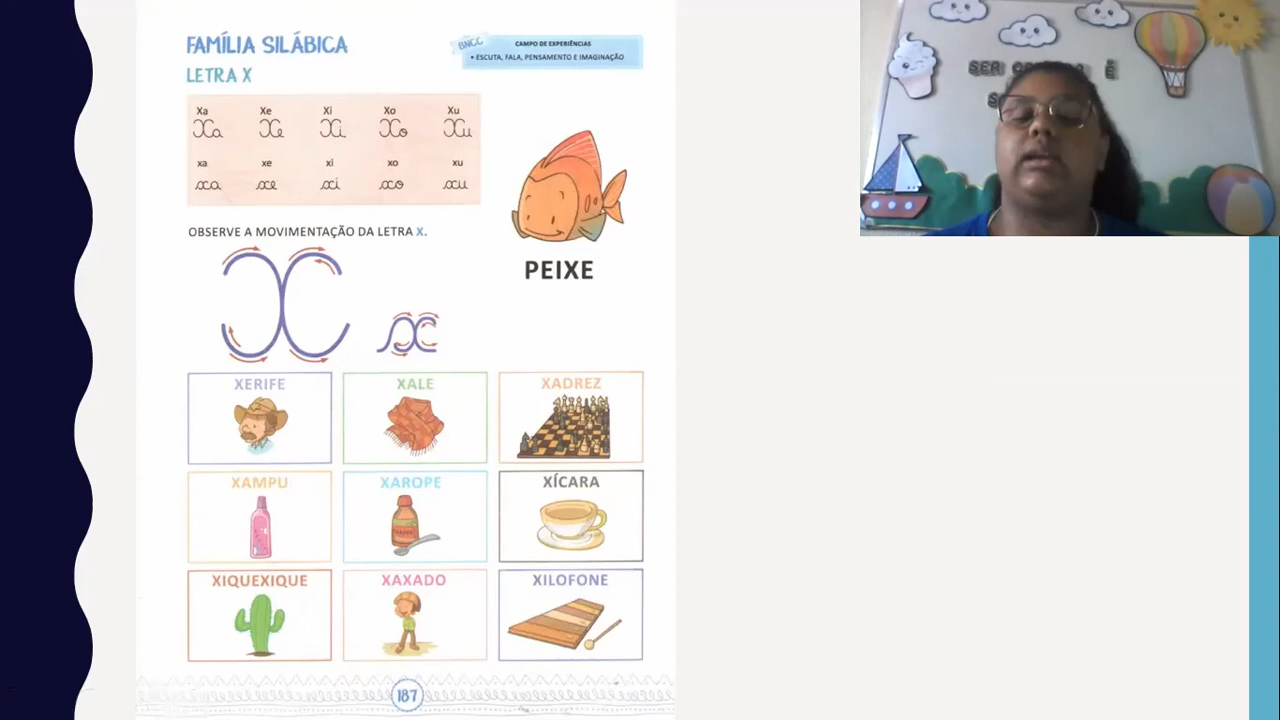 FAMÍLIA SILÁBICA
LETRA X
BNCC
CAMPO DE EXPERIÊNCIAS
• ESCUTA, FALA, PENSAMENTO E IMAGINAÇÃO
Xa Xe Xi Xo Xu
Xa Xe Xi Xo Xu
xa xe xi xo xu
xa xe xi xo xu
OBSERVE A MOVIMENTAÇÃO DA LETRA X.
X x
PEIXE
XERIFE XALE XADREZ
XAMPU XAROPE XÍCARA
XIQUEXIQUE XAXADO XILOFONE
187
SER É